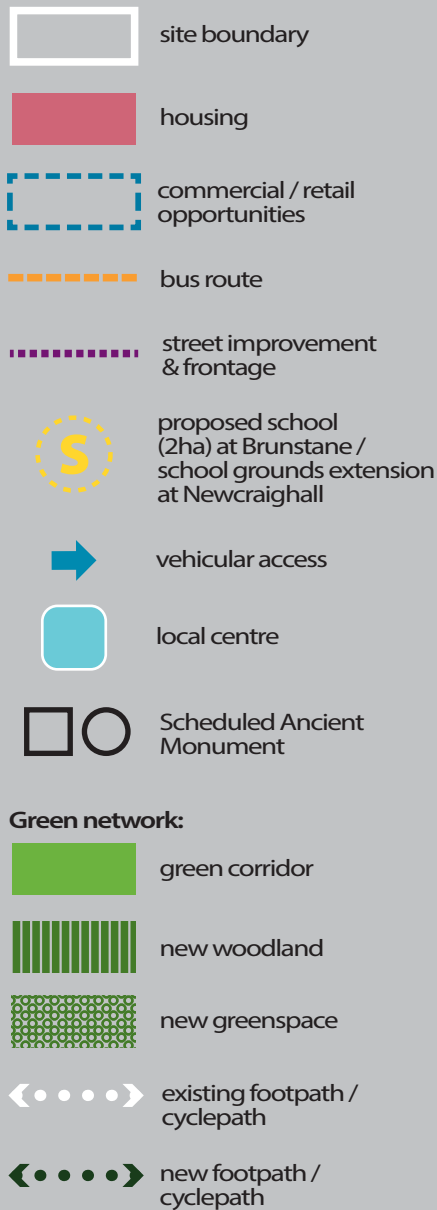 site boundary
housing
commercial / retail
opportunities
bus route
street improvement
& frontage
S
proposed school
(2ha) at Brunstane /
school grounds extension
at Newcraighall
vehicular access
local centre
Scheduled Ancient
Monument
Green network:
green corridor
new woodland
new greenspace
existing footpath /
cyclepath
new footpath /
cyclepath